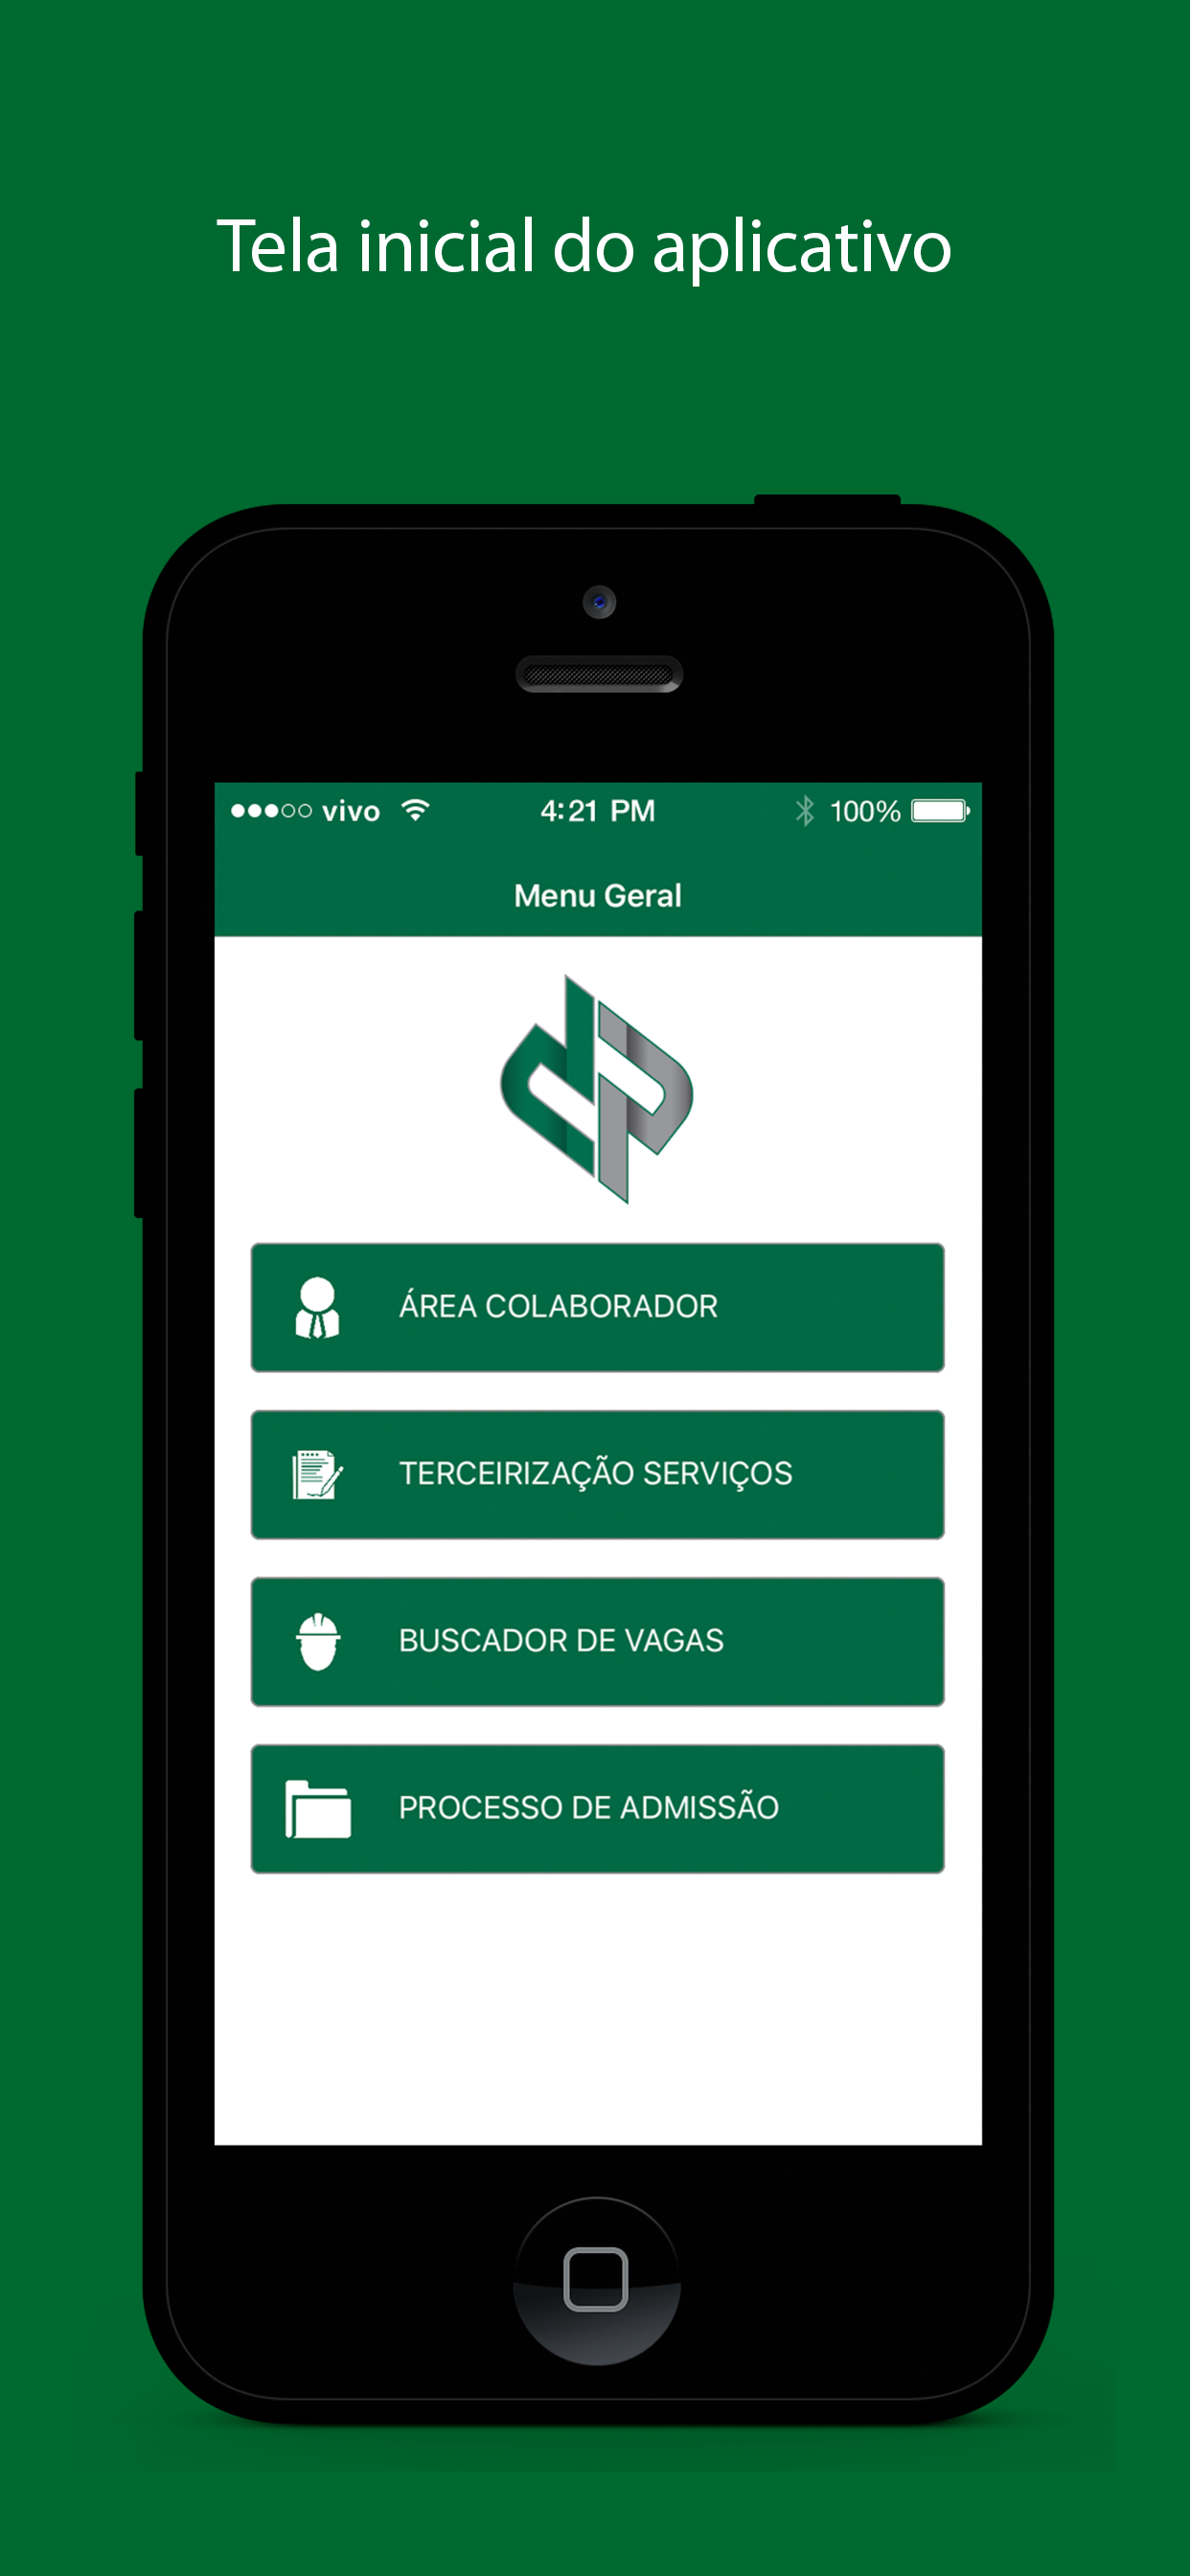 Tela inicial do aplicativo
vivo 4:21 PM 100%
Menu Geral
dp
ÁREA COLABORADOR
TERCEIRIZAÇÃO SERVIÇOS
BUSCADOR DE VAGAS
PROCESSO DE ADMISSÃO